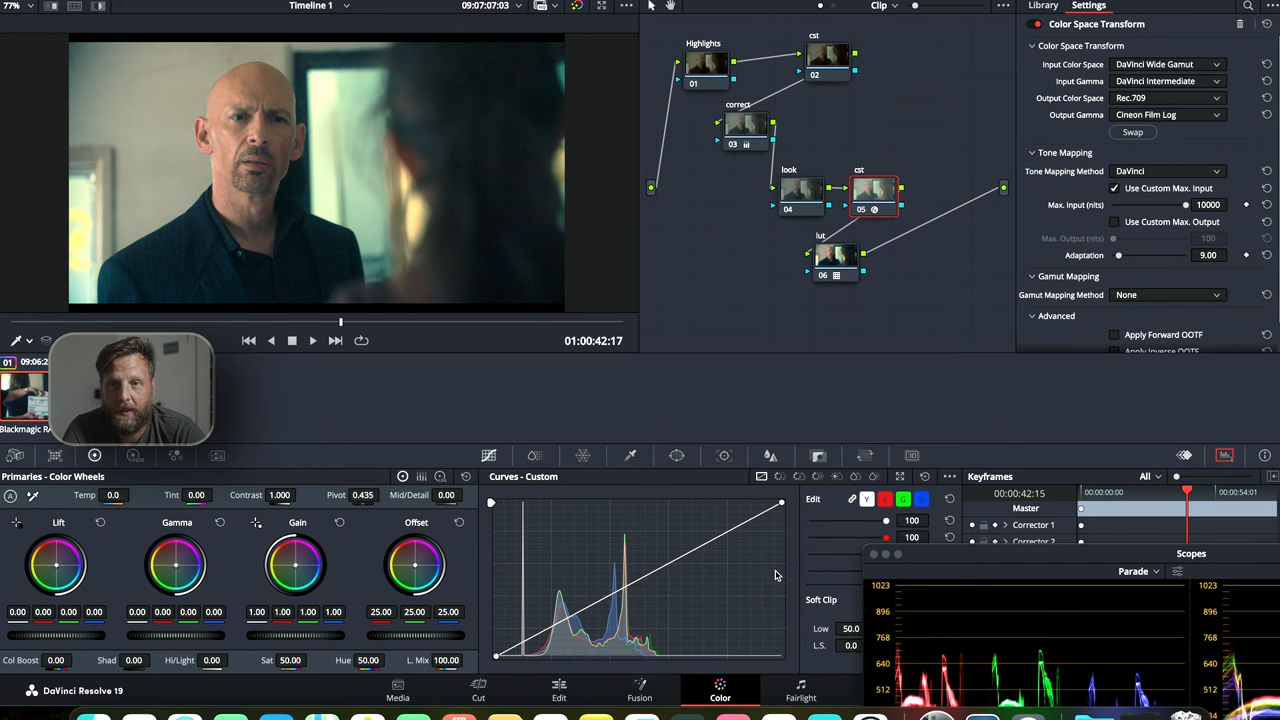 77% Timeline 1 09:07:07:03 Clip Library Settings
Color Space Transform
Color Space Transform
Input Color Space DaVinci Wide Gamut
Input Gamma DaVinci Intermediate
Output Color Space Rec.709
Output Gamma Cineon Film Log
Swap
Tone Mapping
Tone Mapping Method DaVinci
Use Custom Max. Input
Max. Input (nits) 10000
Use Custom Max. Output
Max. Output (nits) 100
Adaptation 9.00
Gamut Mapping
Gamut Mapping Method None
Advanced
Apply Forward OOTF
Apply Inverse OOTF
Highlights
01
cst
02
correct
03
look
04
cst
05
lut
06
01:00:42:17
01 09:06:2
Blackmagic RA
Primaries - Color Wheels
Temp 0.0 Tint 0.00 Contrast 1.000 Pivot 0.435 Mid/Detail 0.00
Lift Gamma Gain Offset
0.00 0.00 0.00 0.00 0.00 0.00 0.00 0.00 1.00 1.00 1.00 1.00 25.00 25.00 25.00
Col Boost 0.00 Shad 0.00 Hi/Light 0.00 Sat 50.00 Hue 50.00 L. Mix 100.00
Curves - Custom
Edit Y G
100
100
Soft Clip
Low 50.0
L.S. 0.0
Keyframes All
00:00:42:15 00:00:00:00 00:00:54:01
Master
Corrector 1
Corrector 2
Scopes
Parade
1023 1023
896 896
768 768
640 640
512 512
34
DaVinci Resolve 19 Media Cut Edit Fusion Color Fairlight